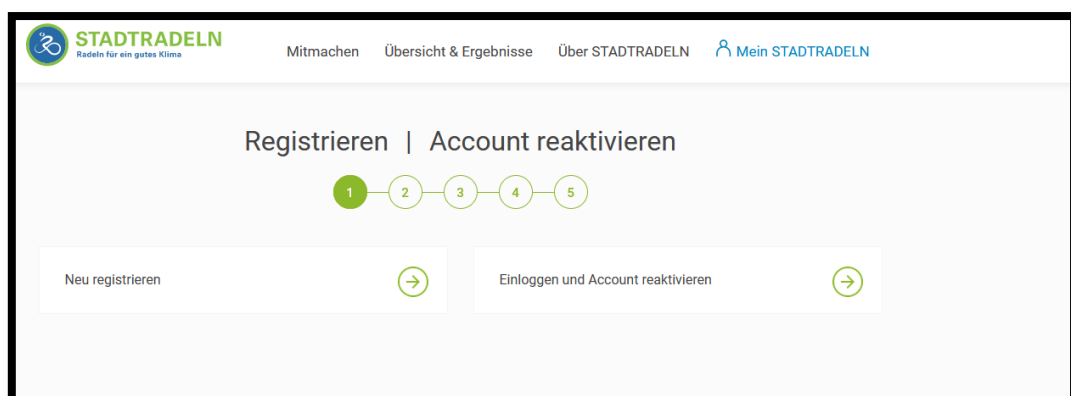 STADTRADELN
Radeln für ein gutes Klima
Mitmachen Übersicht & Ergebnisse Über STADTRADELN Mein STADTRADELN
Registrieren | Account reaktivieren
1 2 3 4 5
Neu registrieren Einloggen und Account reaktivieren